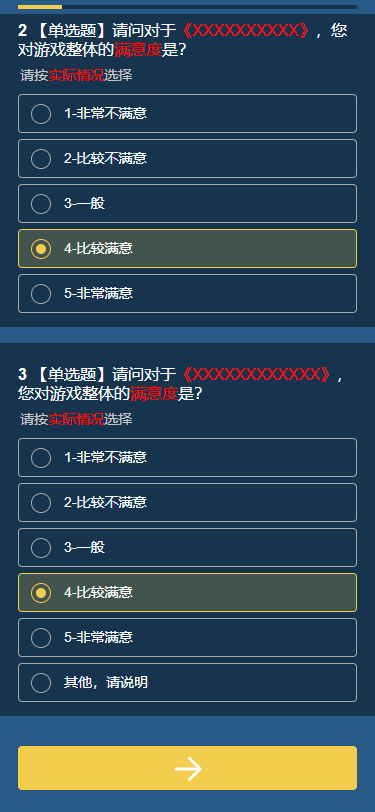 2 【单选题】请问对于《XXXXXXXXXX》，您
对游戏整体的满意度是?
请按实际情况选择
1-非常不满意
2-比较不满意
3-一般
4-比较满意
5-非常满意
3 【单选题】请问对于《XXXXXXXXXXXX》，
您对游戏整体的满意度是?
请按实际情况选择
1-非常不满意
2-比较不满意
3-一般
4-比较满意
5-非常满意
其他，请说明